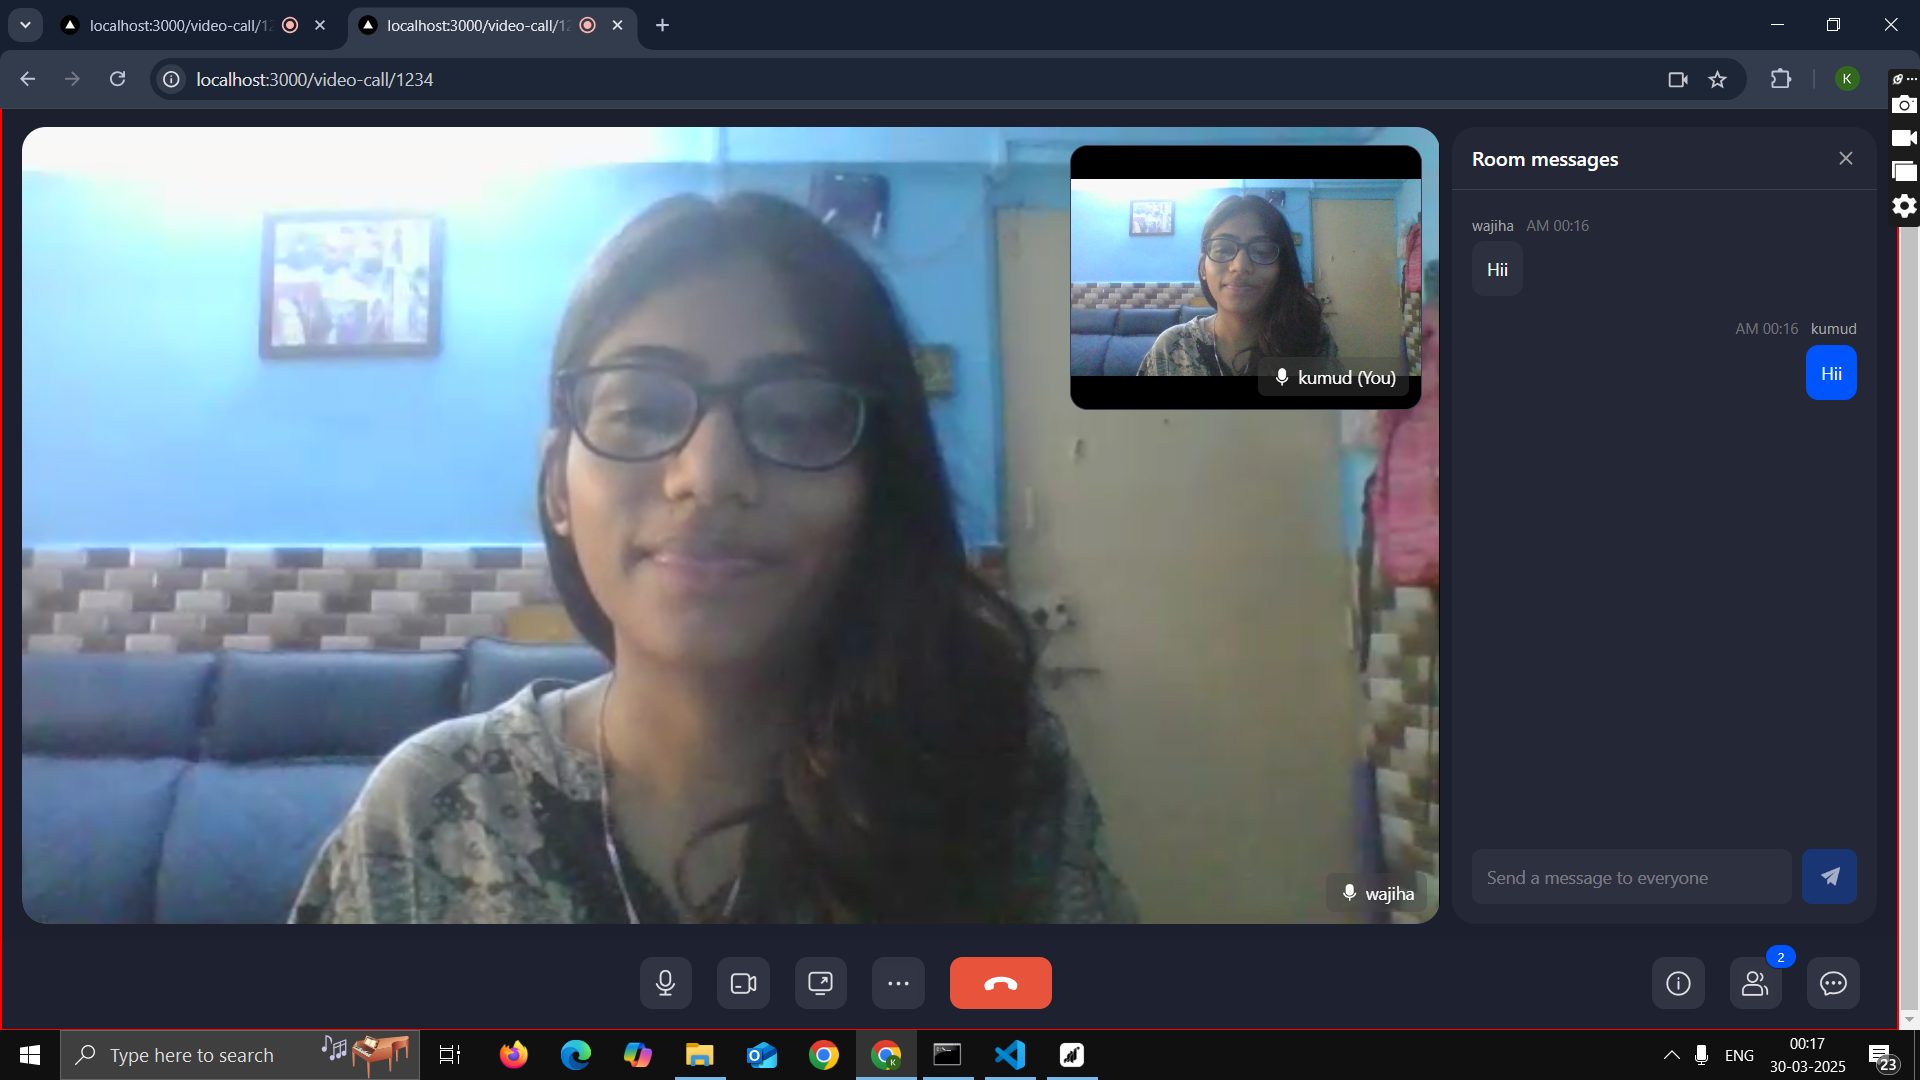 localhost:3000/video-call/12
localhost:3000/video-call/12
localhost:3000/video-call/1234
K
Room messages
wajiha AM 00:16
Hii
AM 00:16 kumud
Hii
kumud (You)
wajiha
Send a message to everyone
2
Type here to search
K
ENG
00:17
30-03-2025
23